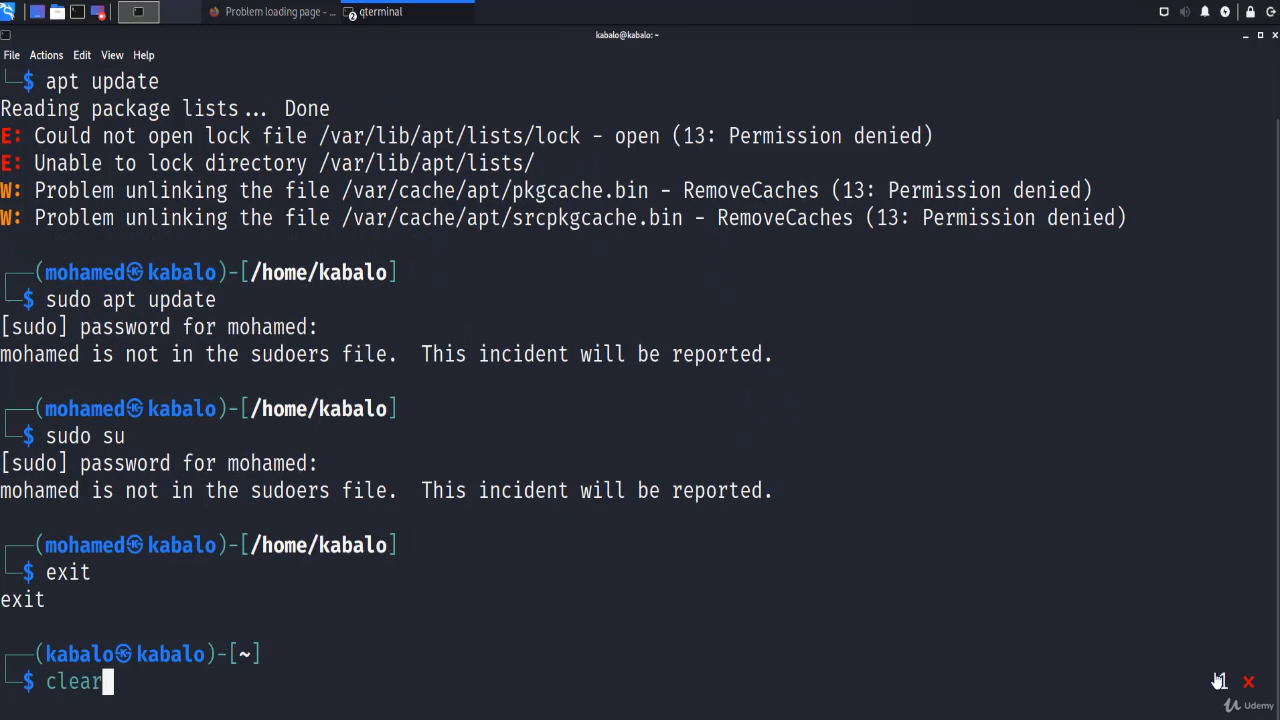 Problem loading page - ...
qterminal
2
kabalo@kabalo: ~
File Actions Edit View Help
$ apt update
Reading package lists... Done
E: Could not open lock file /var/lib/apt/lists/lock - open (13: Permission denied)
E: Unable to lock directory /var/lib/apt/lists/
W: Problem unlinking the file /var/cache/apt/pkgcache.bin - RemoveCaches (13: Permission denied)
W: Problem unlinking the file /var/cache/apt/srcpkgcache.bin - RemoveCaches (13: Permission denied)
(mohamed㉿kabalo)-[/home/kabalo]
$ sudo apt update
[sudo] password for mohamed:
mohamed is not in the sudoers file.  This incident will be reported.
(mohamed㉿kabalo)-[/home/kabalo]
$ sudo su
[sudo] password for mohamed:
mohamed is not in the sudoers file.  This incident will be reported.
(mohamed㉿kabalo)-[/home/kabalo]
$ exit
exit
(kabalo㉿kabalo)-[~]
$ clear
1 ✗
Udemy